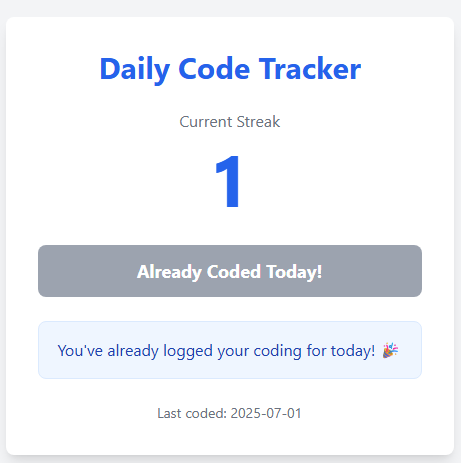 Daily Code Tracker
Current Streak
1
Already Coded Today!
You've already logged your coding for today! 🎉
Last coded: 2025-07-01